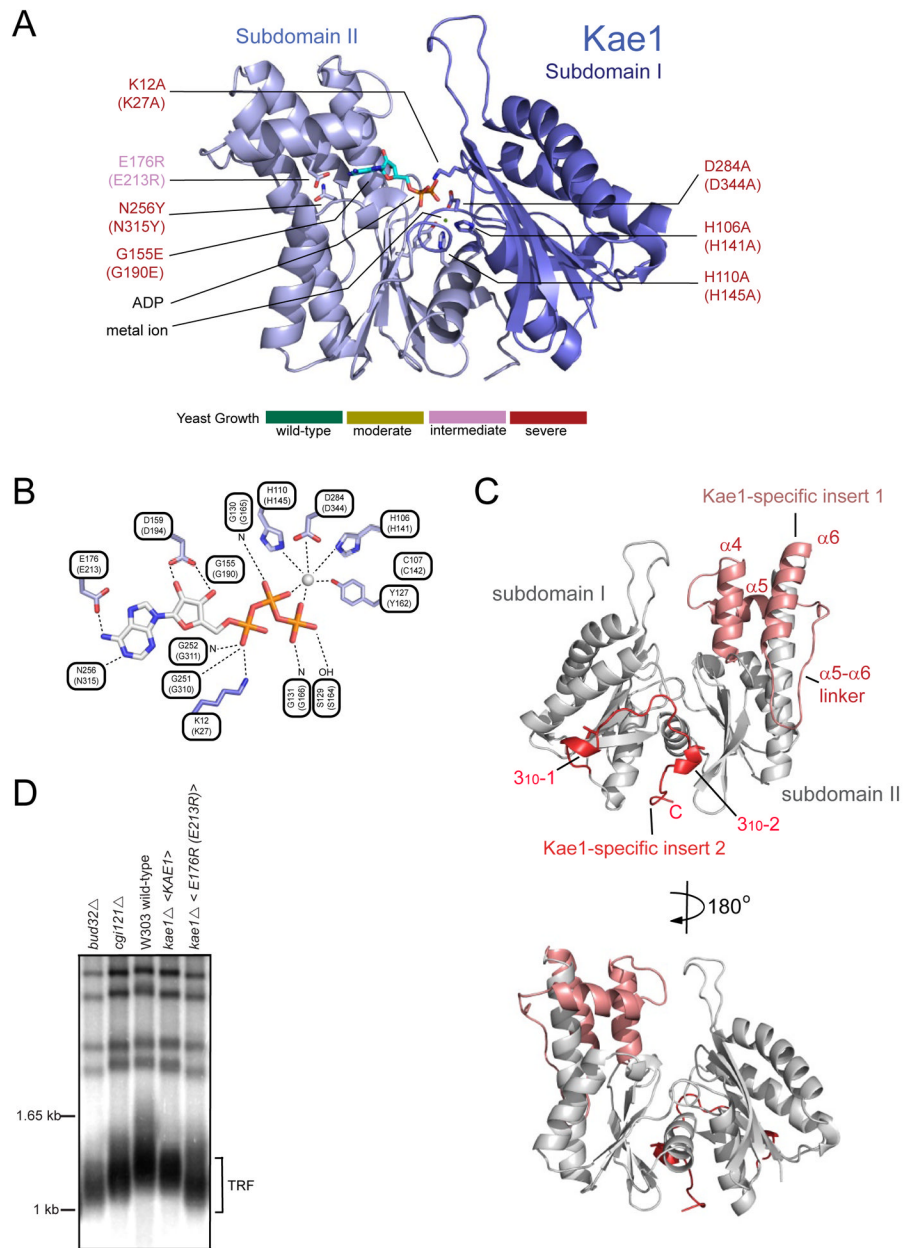 A
Subdomain II
Kae1
Subdomain I
K12A
(K27A)
E176R
(E213R)
N256Y
(N315Y)
G155E
(G190E)
ADP
metal ion
D284A
(D344A)
H106A
(H141A)
H110A
(H145A)
Yeast Growth
wild-type moderate intermediate severe
B
E176
(E213)
D159
(D194)
G155
(G190)
G130
(G165)
N
H110
(H145)
D284
(D344)
H106
(H141)
C107
(C142)
Y127
(Y162)
N256
(N315)
G252
(G311)
N
G251
(G310)
K12
(K27)
N
G131
(G166)
OH
S129
(S164)
C
Kae1-specific insert 1
α4
α6
α5
subdomain I
α5-α6
linker
3₁₀-1
C
3₁₀-2
subdomain II
Kae1-specific insert 2
180°
D
bud32△
cgi121△
W303 wild-type
kae1△ <KAE1>
kae1△ < E176R (E213R)>
1.65 kb
1 kb
TRF